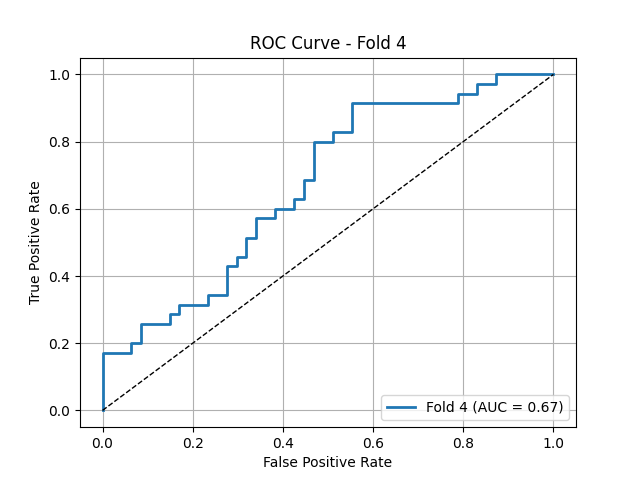 ROC Curve - Fold 4
True Positive Rate
1.0
0.8
0.6
0.4
0.2
0.0
Fold 4 (AUC = 0.67)
0.0 0.2 0.4 0.6 0.8 1.0
False Positive Rate